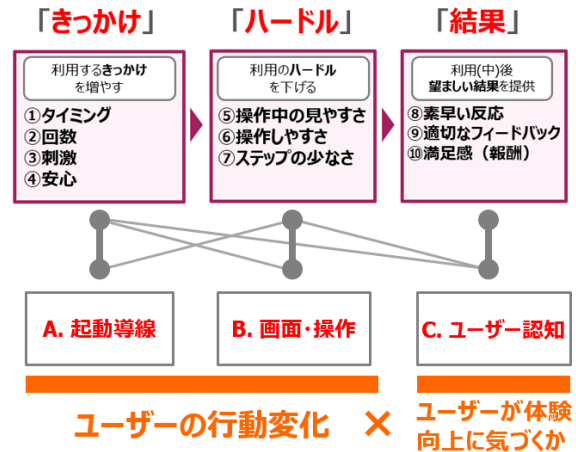 「きっかけ」
「ハードル」
「結果」
利用するきっかけ
を増やす
①タイミング
②回数
③刺激
④安心
利用のハードル
を下げる
⑤操作中の見やすさ
⑥操作しやすさ
⑦ステップの少なさ
利用(中)後
望ましい結果を提供
⑧素早い反応
⑨適切なフィードバック
⑩満足感（報酬）
A. 起動導線
B. 画面・操作
C. ユーザー認知
ユーザーの行動変化
×
ユーザーが体験
向上に気づくか